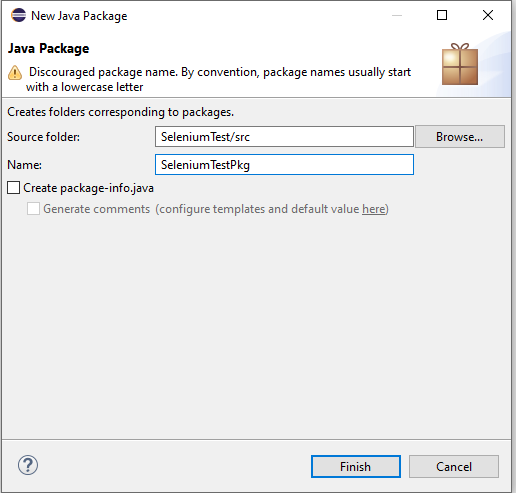 New Java Package
Java Package
Discouraged package name. By convention, package names usually start
with a lowercase letter
Creates folders corresponding to packages.
Source folder: SeleniumTest/src Browse...
Name: SeleniumTestPkg
Create package-info.java
Generate comments (configure templates and default value here)
? Finish Cancel